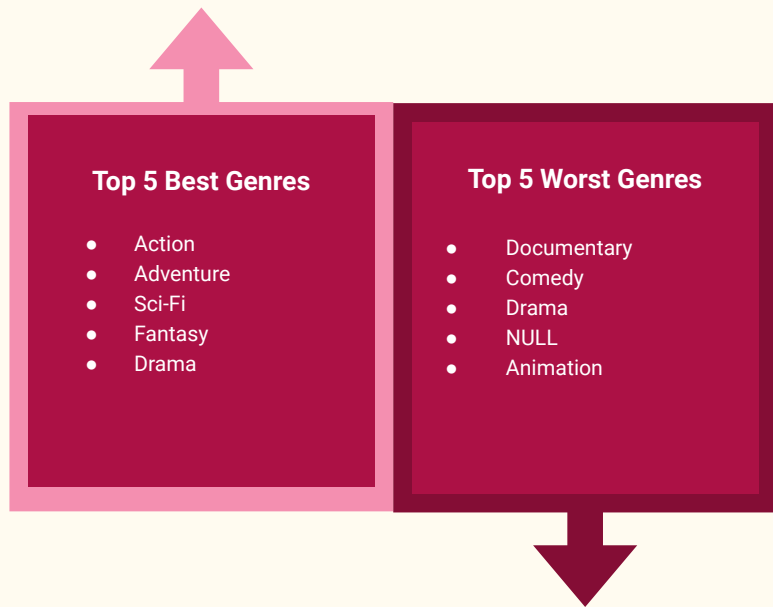 Top 5 Best Genres
● Action
● Adventure
● Sci-Fi
● Fantasy
● Drama
Top 5 Worst Genres
● Documentary
● Comedy
● Drama
● NULL
● Animation